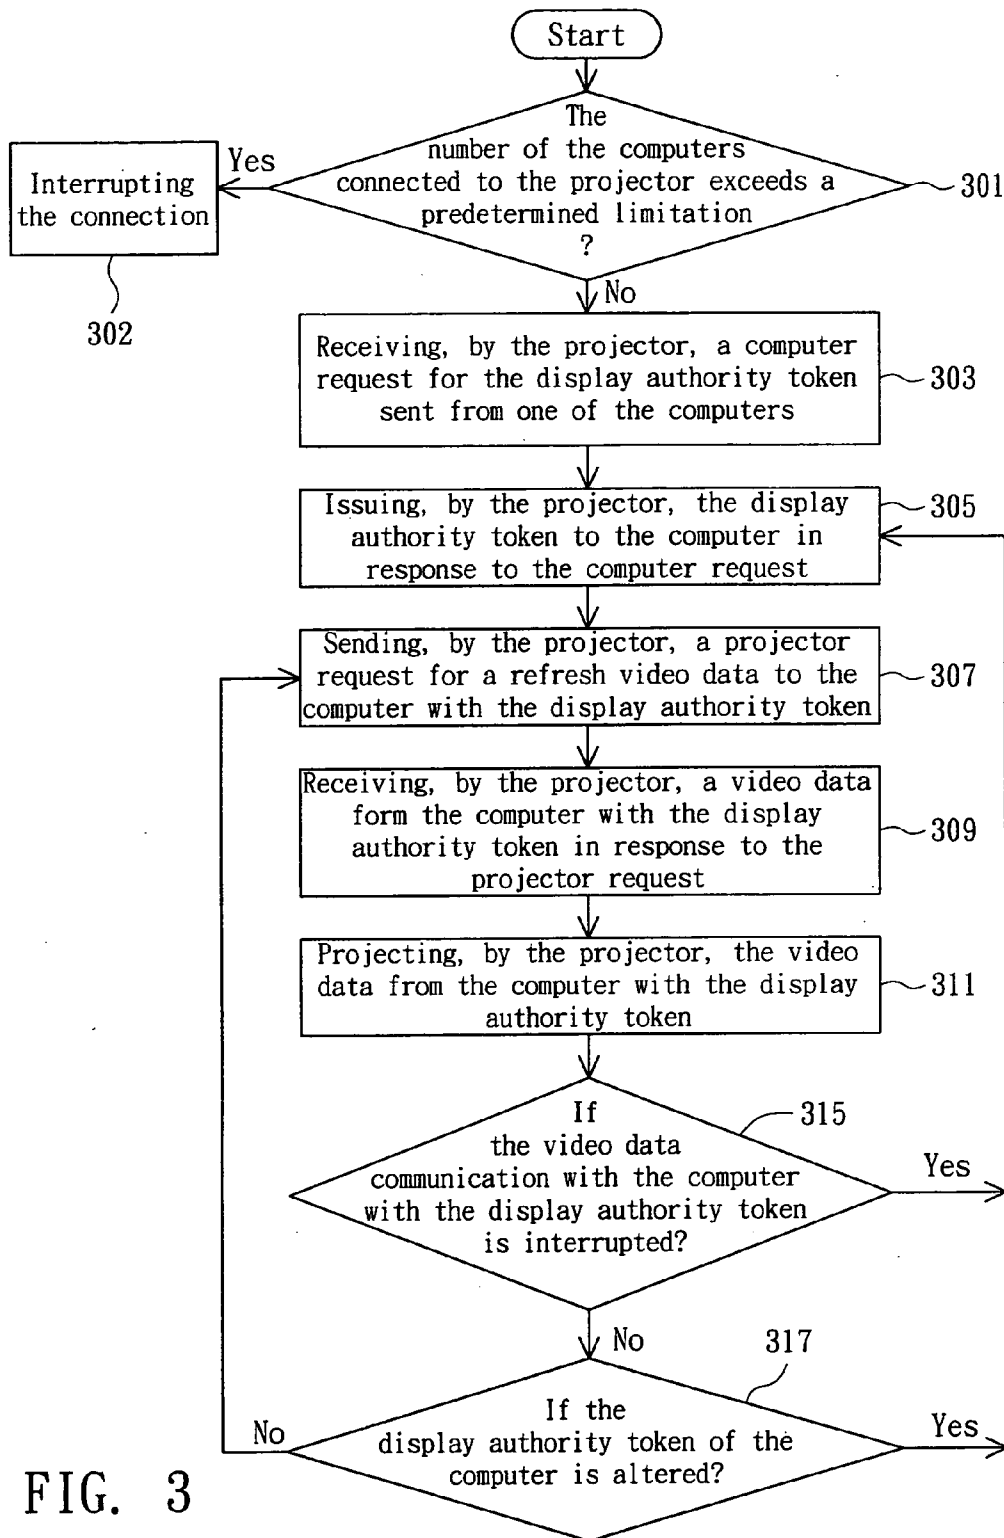 Start
The
number of the computers
connected to the projector exceeds a
predetermined limitation
?
301
Yes
Interrupting
the connection
302
No
Receiving, by the projector, a computer
request for the display authority token
sent from one of the computers
303
Issuing, by the projector, the display
authority token to the computer in
response to the computer request
305
Sending, by the projector, a projector
request for a refresh video data to the
computer with the display authority token
307
Receiving, by the projector, a video data
form the computer with the display
authority token in response to the
projector request
309
Projecting, by the projector, the video
data from the computer with the display
authority token
311
If
the video data
communication with the computer
with the display authority token
is interrupted?
315
Yes
No
317
If the
display authority token of the
computer is altered?
No
Yes
FIG. 3